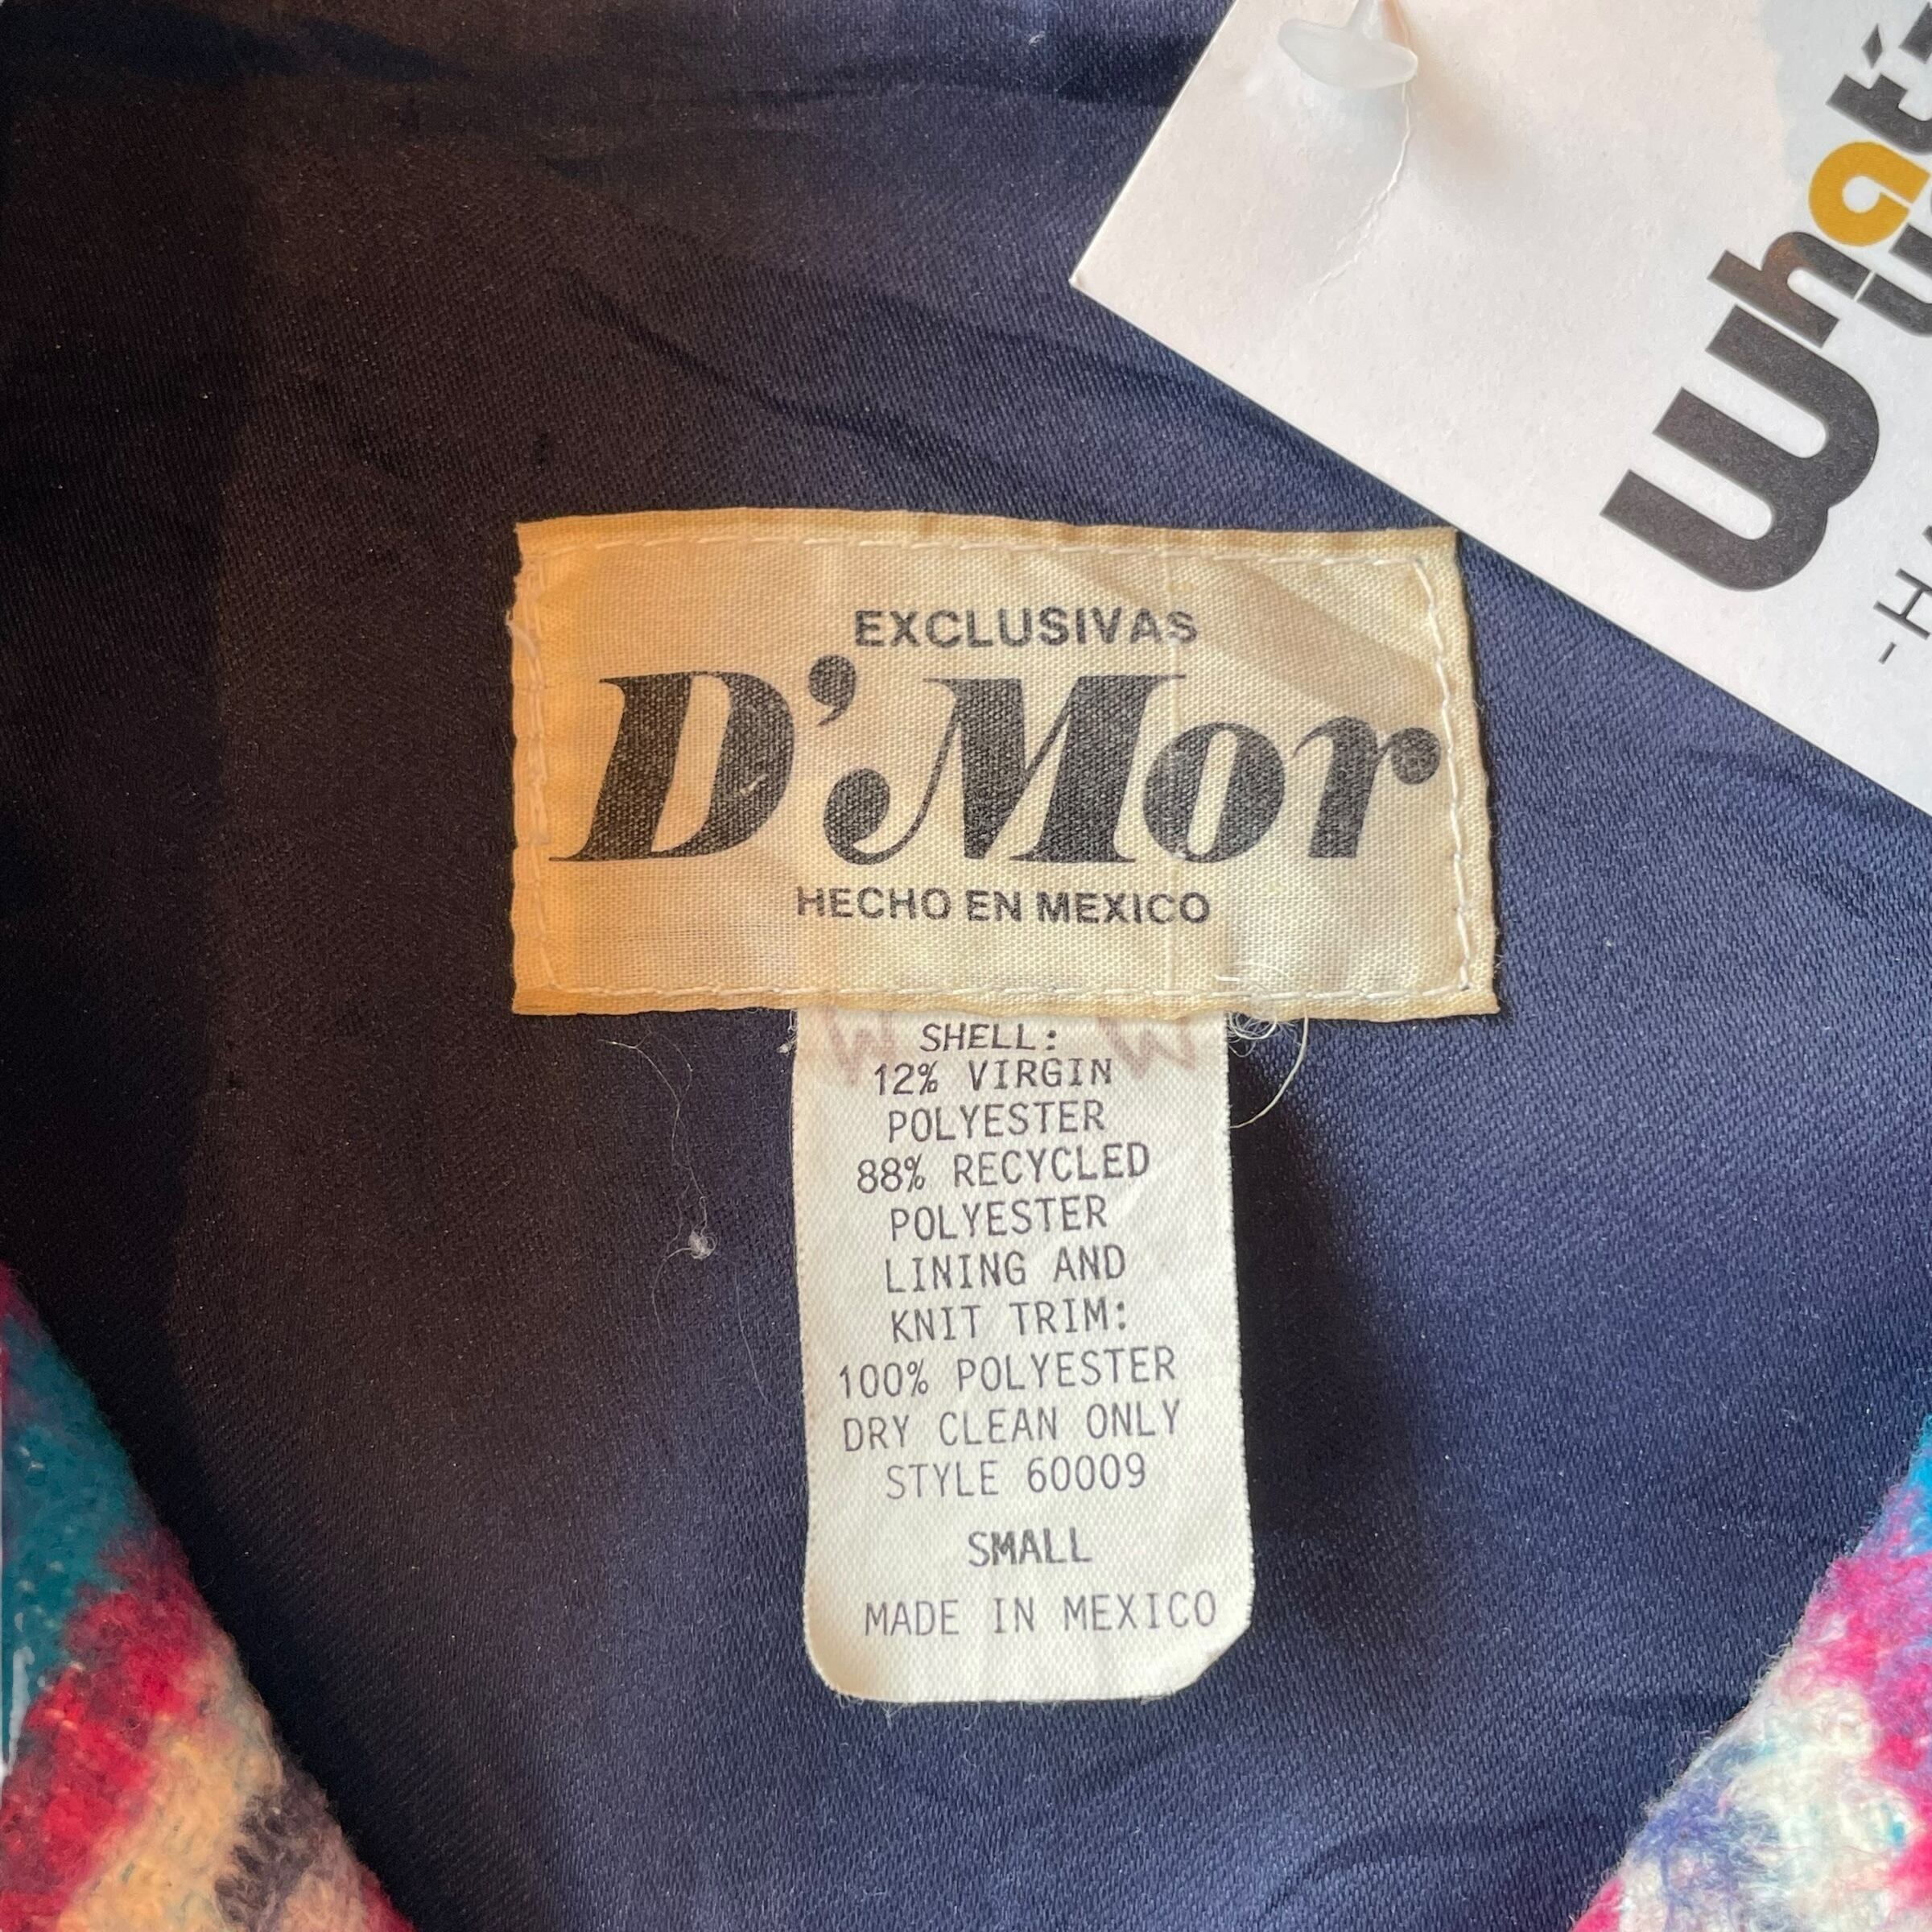 EXCLUSIVAS
D'Mor
HECHO EN MEXICO
SHELL:
12% VIRGIN
POLYESTER
88% RECYCLED
POLYESTER
LINING AND
KNIT TRIM:
100% POLYESTER
DRY CLEAN ONLY
STYLE 60009
SMALL
MADE IN MEXICO